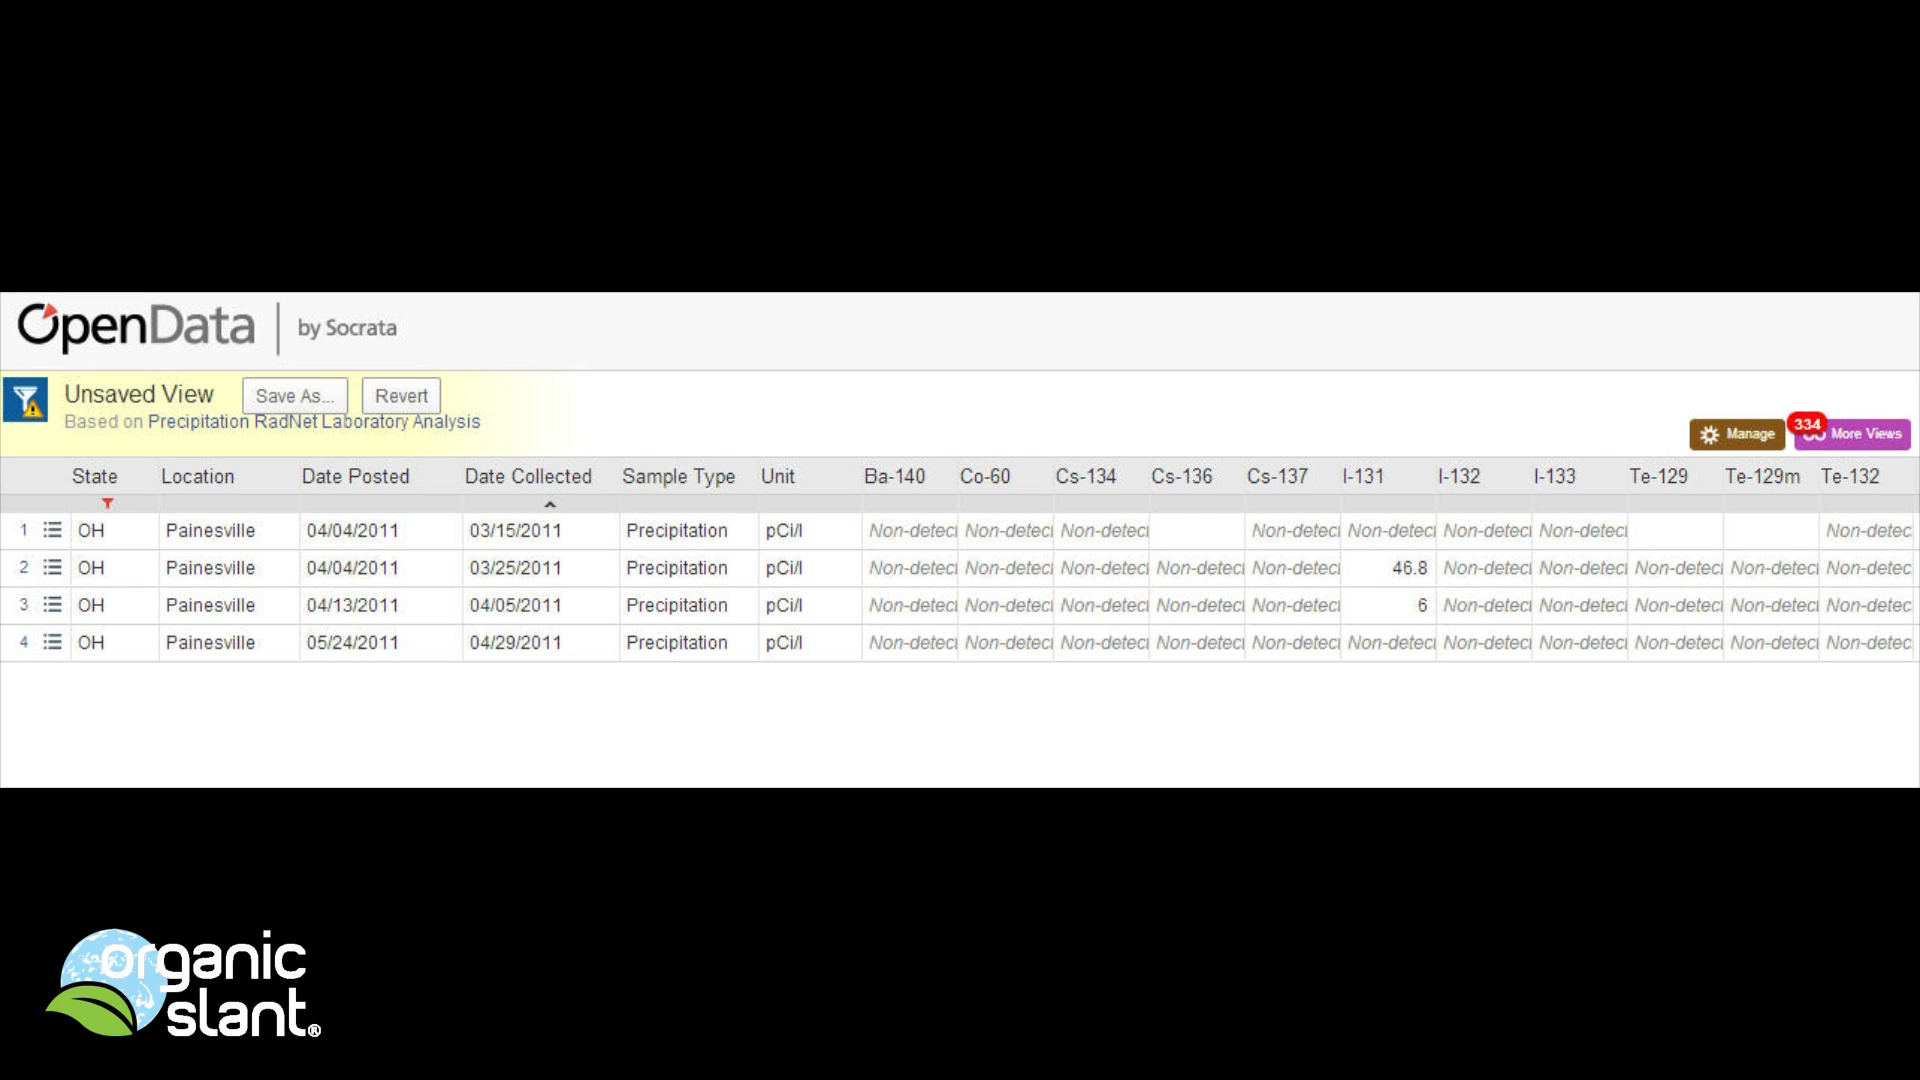 OpenData by Socrata
Unsaved View Save As... Revert
Based on Precipitation RadNet Laboratory Analysis
Manage 334 More Views
State Location Date Posted Date Collected Sample Type Unit Ba-140 Co-60 Cs-134 Cs-136 Cs-137 I-131 I-132 I-133 Te-129 Te-129m Te-132
1 OH Painesville 04/04/2011 03/15/2011 Precipitation pCi/l Non-detect Non-detect Non-detect Non-detect Non-detect Non-detect Non-detect Non-detec
2 OH Painesville 04/04/2011 03/25/2011 Precipitation pCi/l Non-detect Non-detect Non-detect Non-detect Non-detect 46.8 Non-detect Non-detect Non-detect Non-detect Non-detec
3 OH Painesville 04/13/2011 04/05/2011 Precipitation pCi/l Non-detect Non-detect Non-detect Non-detect Non-detect 6 Non-detect Non-detect Non-detect Non-detect Non-detec
4 OH Painesville 05/24/2011 04/29/2011 Precipitation pCi/l Non-detect Non-detect Non-detect Non-detect Non-detect Non-detect Non-detect Non-detect Non-detect Non-detect Non-detec
organic
slant®